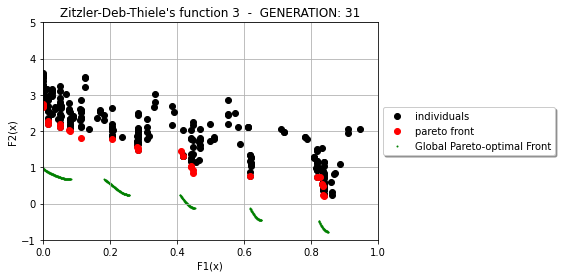 Zitzler-Deb-Thiele's function 3 - GENERATION: 31
5
4
3
2
1
0
−1
F2(x)
0.0 0.2 0.4 0.6 0.8 1.0
F1(x)
individuals
pareto front
Global Pareto-optimal Front